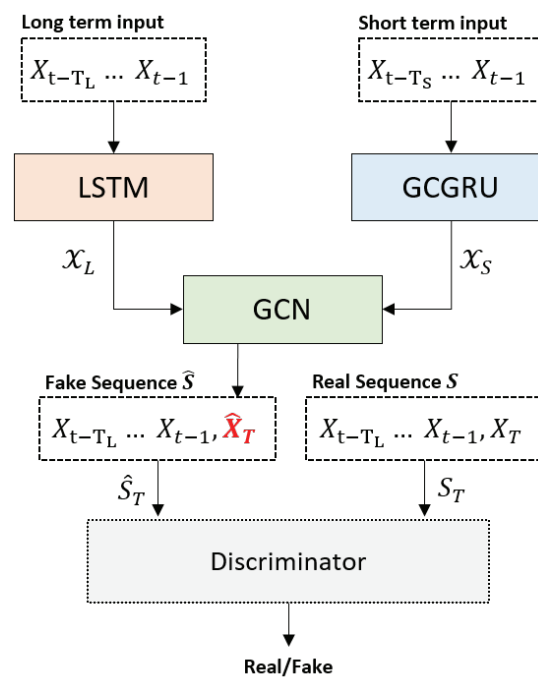 Long term input
Short term input
X_{t-T_L} … X_{t-1}
X_{t-T_S} … X_{t-1}
LSTM
GCGRU
𝒳_L
𝒳_S
GCN
Fake Sequence Ŝ
Real Sequence S
X_{t-T_L} … X_{t-1}, X̂_T
X_{t-T_L} … X_{t-1}, X_T
Ŝ_T
S_T
Discriminator
Real/Fake